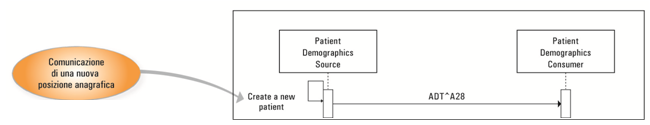 Comunicazione
di una nuova
posizione anagrafica
Patient
Demographics
Source
Patient
Demographics
Consumer
Create a new
patient
ADT^A28